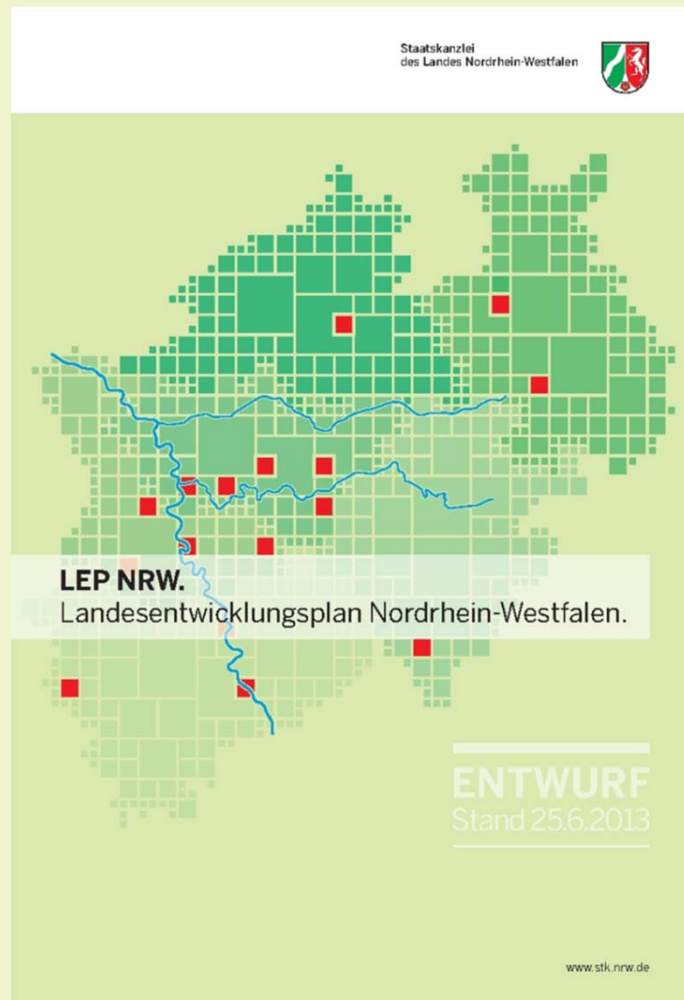 Staatskanzlei
des Landes Nordrhein-Westfalen
LEP NRW.
Landesentwicklungsplan Nordrhein-Westfalen.
ENTWURF
Stand 25.6.2013
www.stk.nrw.de